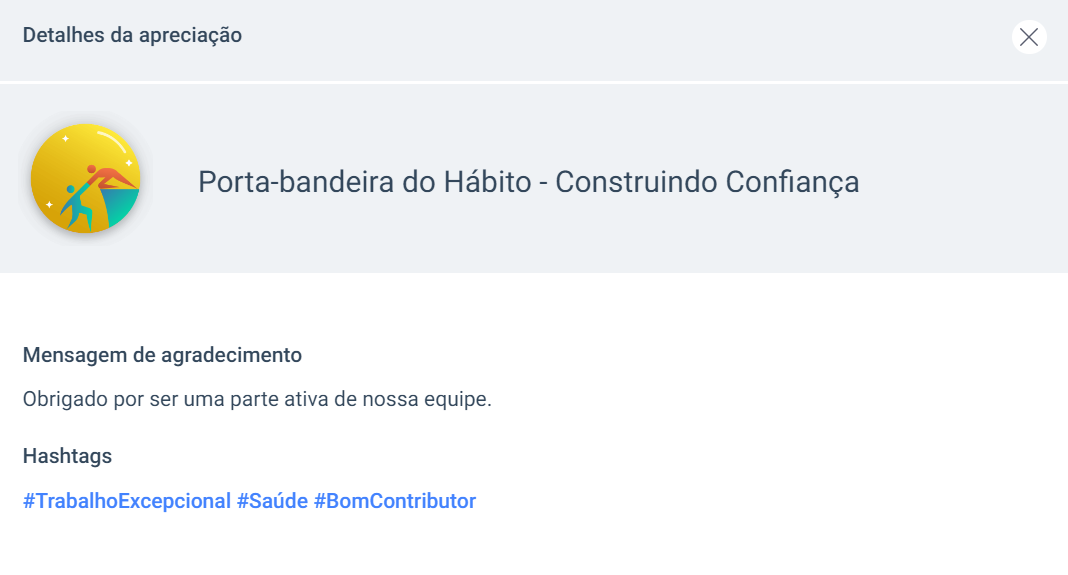 Detalhes da apreciação
Porta-bandeira do Hábito - Construindo Confiança
Mensagem de agradecimento
Obrigado por ser uma parte ativa de nossa equipe.
Hashtags
#TrabalhoExcepcional #Saúde #BomContributor